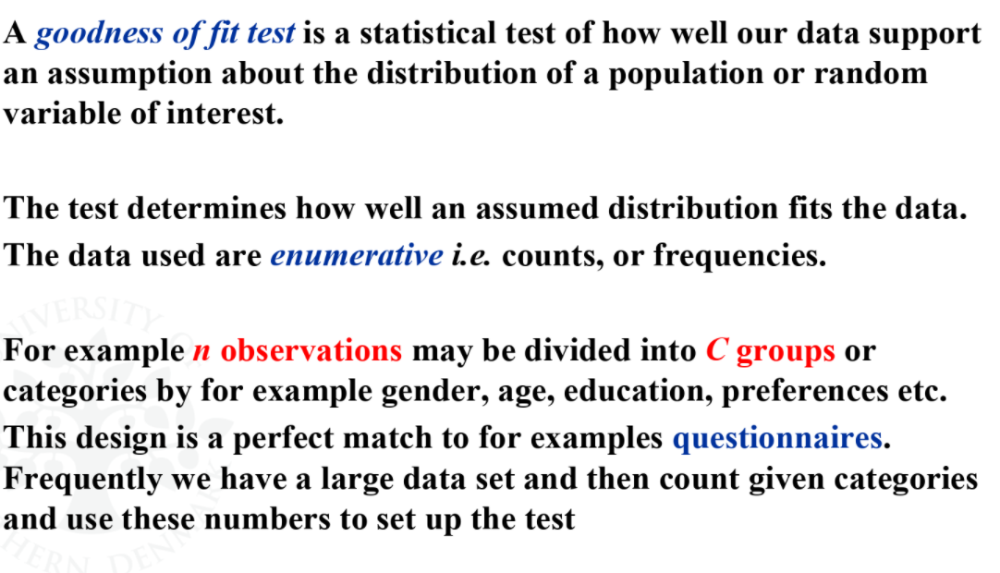 A goodness of fit test is a statistical test of how well our data support
an assumption about the distribution of a population or random
variable of interest.
The test determines how well an assumed distribution fits the data.
The data used are enumerative i.e. counts, or frequencies.
For example n observations may be divided into C groups or
categories by for example gender, age, education, preferences etc.
This design is a perfect match to for examples questionnaires.
Frequently we have a large data set and then count given categories
and use these numbers to set up the test